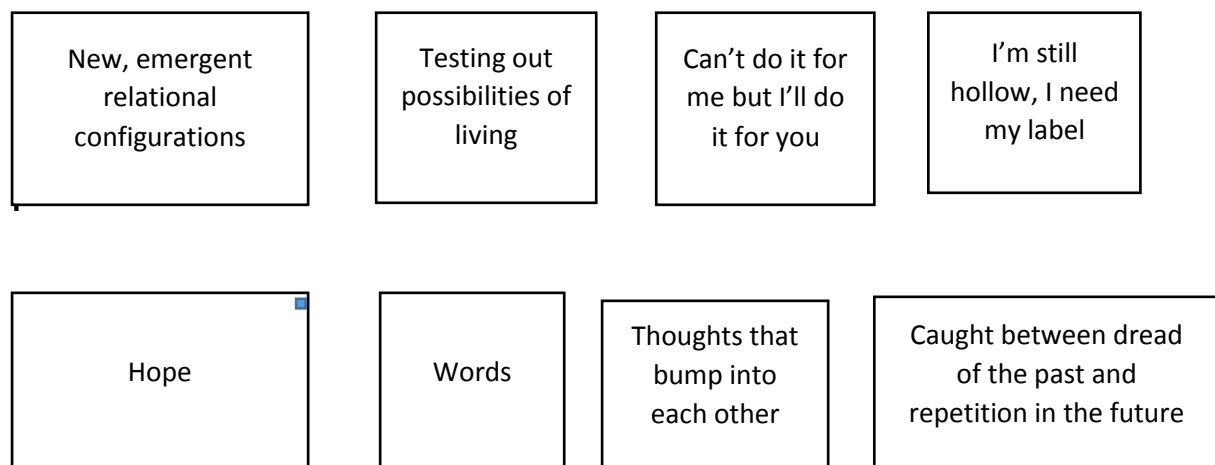 New, emergent
relational
configurations
Testing out
possibilities of
living
Can’t do it for
me but I’ll do
it for you
I’m still
hollow, I need
my label
Hope
Words
Thoughts that
bump into
each other
Caught between dread
of the past and
repetition in the future